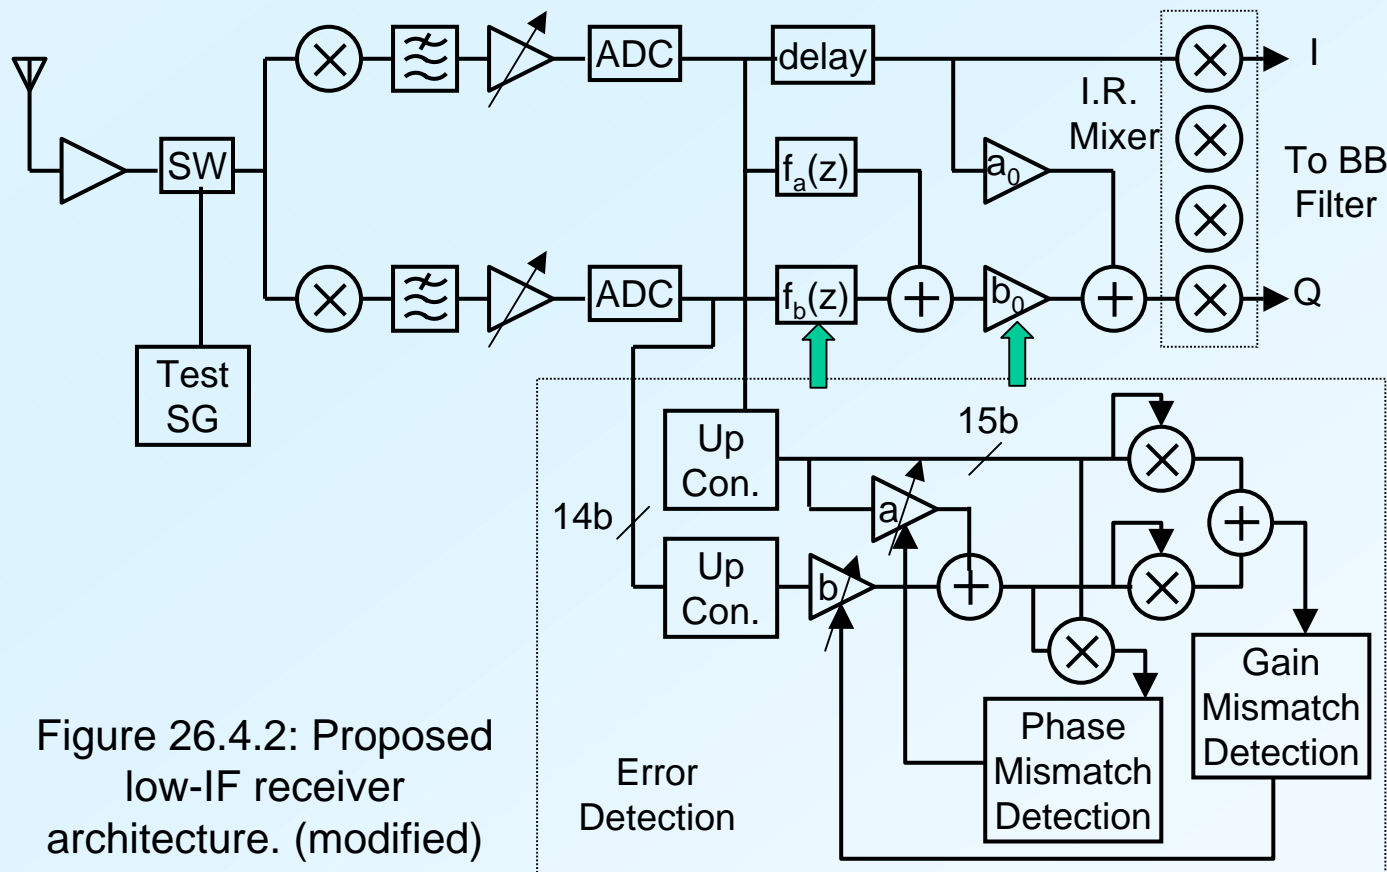 ADC
delay
I
I.R.
Mixer
SW
fa(z)
a0
To BB
Filter
ADC
fb(z)
b0
Q
Test
SG
Up
Con.
15b
14b
a
Up
Con.
b
Gain
Mismatch
Detection
Phase
Mismatch
Detection
Error
Detection
Figure 26.4.2: Proposed
low-IF receiver
architecture. (modified)